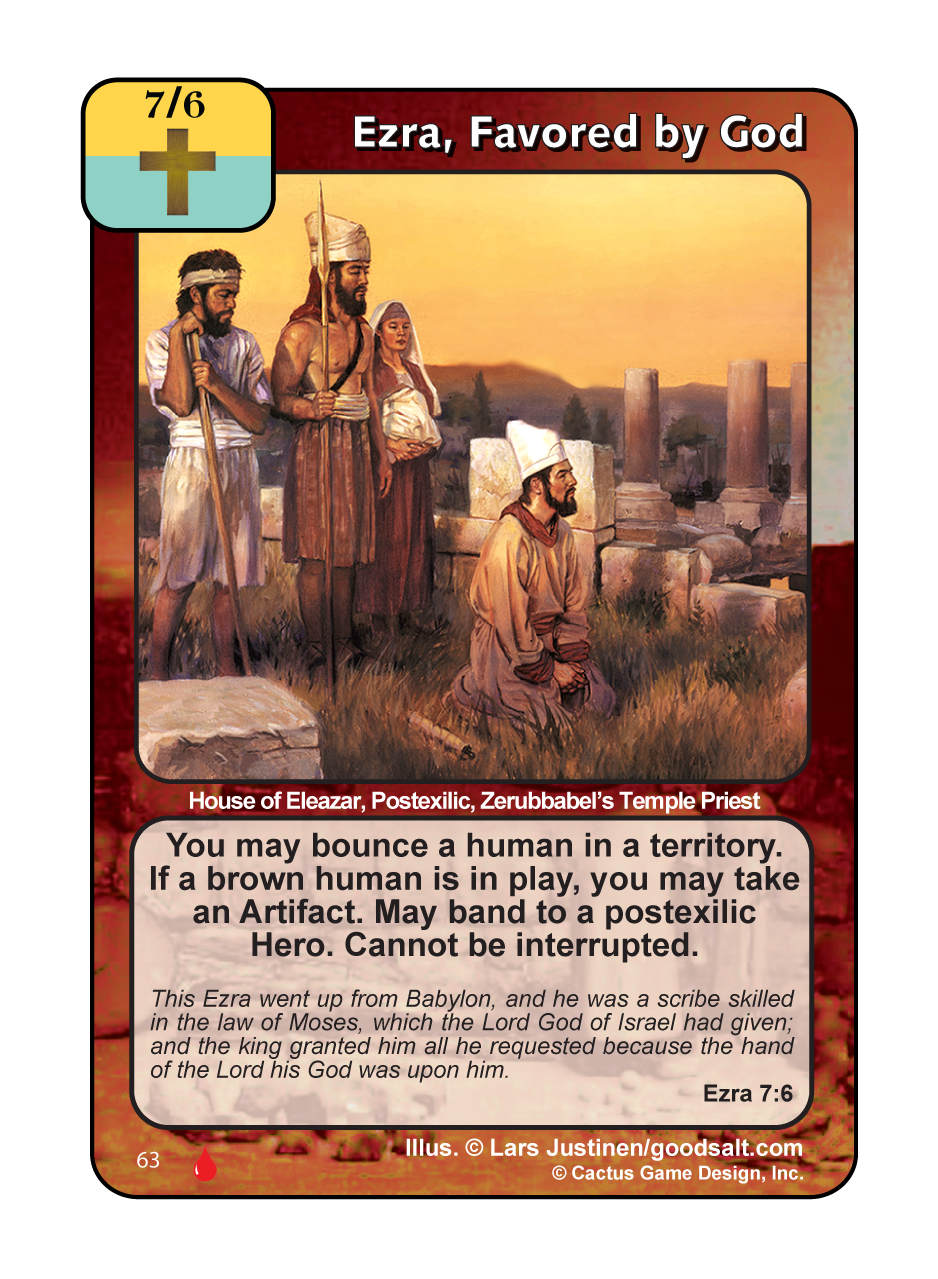 7/6
Ezra, Favored by God
House of Eleazar, Postexilic, Zerubbabel's Temple Priest
You may bounce a human in a territory.
If a brown human is in play, you may take
an Artifact. May band to a postexilic
Hero. Cannot be interrupted.
This Ezra went up from Babylon, and he was a scribe skilled
in the law of Moses, which the Lord God of Israel had given;
and the king granted him all he requested because the hand
of the Lord his God was upon him.
Ezra 7:6
Illus. © Lars Justinen/goodsalt.com
63
© Cactus Game Design, Inc.